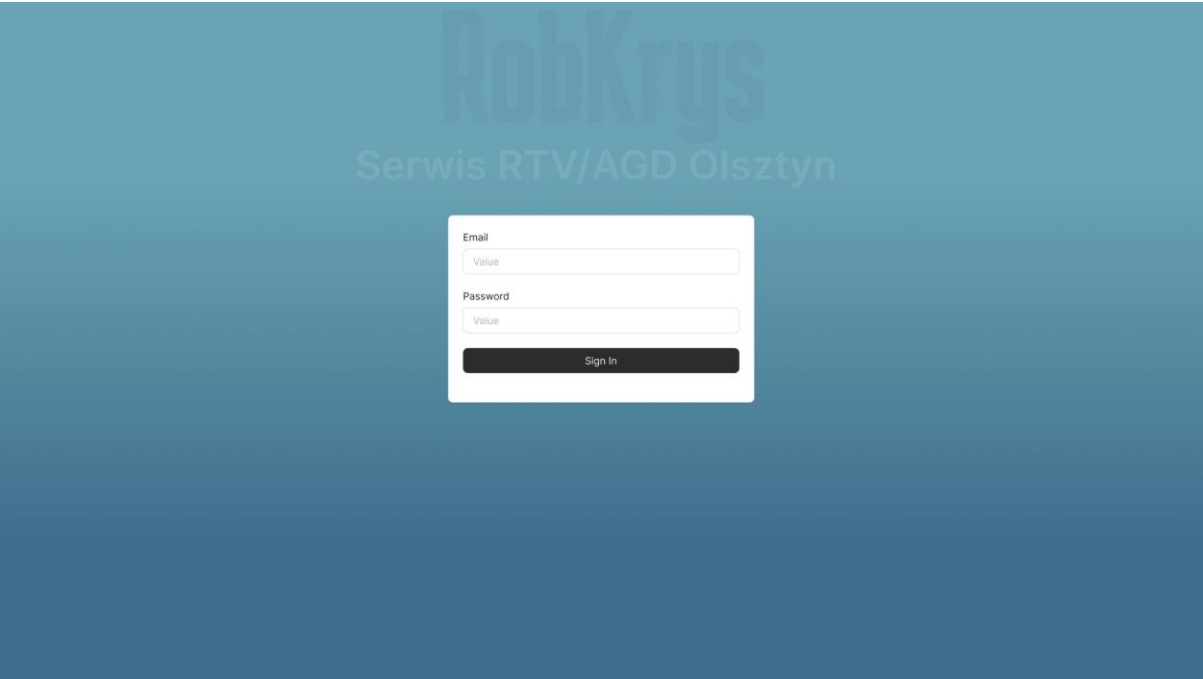 RobKrys
Serwis RTV/AGD Olsztyn
Email
Value
Password
Value
Sign In